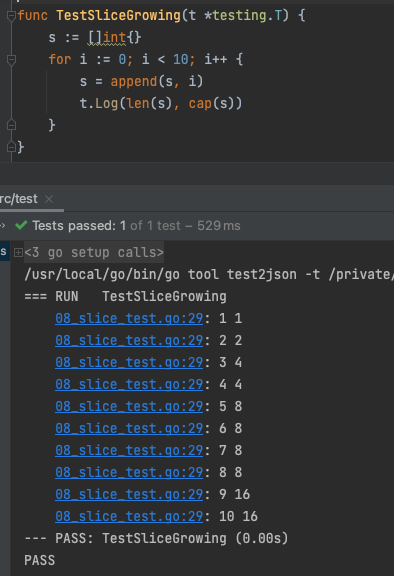 func TestSliceGrowing(t *testing.T) {
    s := []int{}
    for i := 0; i < 10; i++ {
        s = append(s, i)
        t.Log(len(s), cap(s))
    }
}
rc/test ×
Tests passed: 1 of 1 test – 529 ms
s <3 go setup calls>
/usr/local/go/bin/go tool test2json -t /private/
=== RUN   TestSliceGrowing
    08_slice_test.go:29: 1 1
    08_slice_test.go:29: 2 2
    08_slice_test.go:29: 3 4
    08_slice_test.go:29: 4 4
    08_slice_test.go:29: 5 8
    08_slice_test.go:29: 6 8
    08_slice_test.go:29: 7 8
    08_slice_test.go:29: 8 8
    08_slice_test.go:29: 9 16
    08_slice_test.go:29: 10 16
--- PASS: TestSliceGrowing (0.00s)
PASS